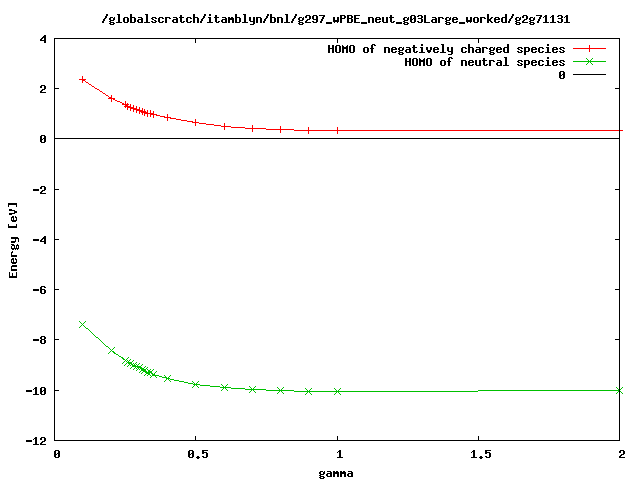 /globalscratch/itamblyn/bnl/g297_wPBE_neut_g03Large_worked/g2g71131
HOMO of negatively charged species
HOMO of neutral species
0
4
2
0
-2
-4
-6
-8
-10
-12
Energy [eV]
0 0.5 1 1.5 2
gamma